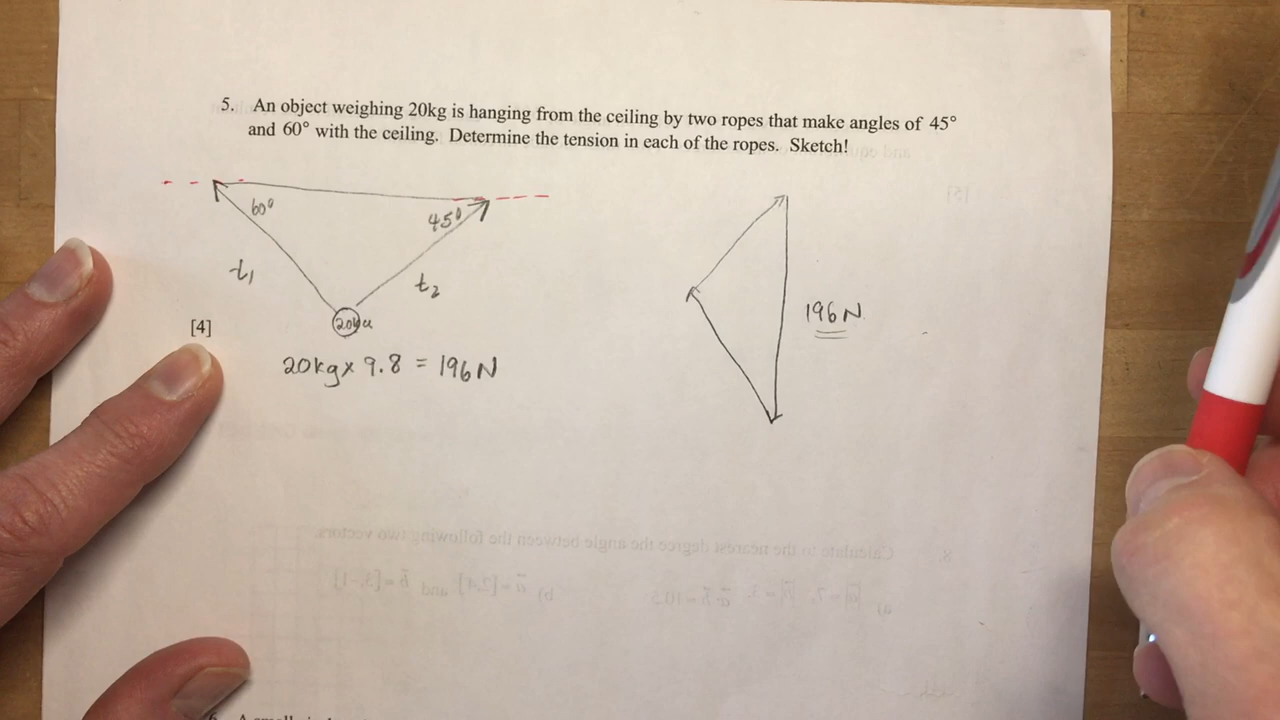 5. An object weighing 20kg is hanging from the ceiling by two ropes that make angles of 45°
and 60° with the ceiling. Determine the tension in each of the ropes. Sketch!
60°
45°
t₁
t₂
20kg
196 N
[4]
20kg x 9.8 = 196N